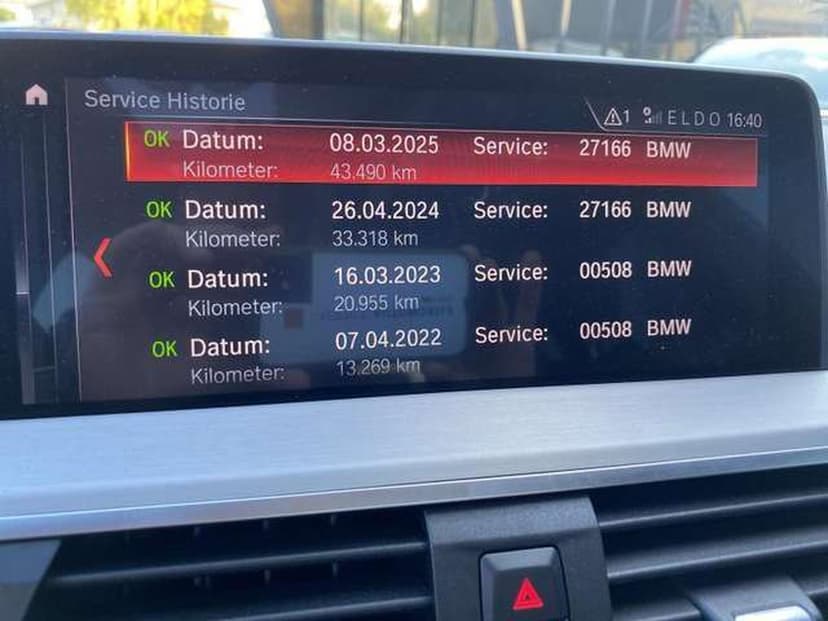 Service Historie
1 ELDO 16:40
OK Datum: 08.03.2025 Service: 27166 BMW
Kilometer: 43.490 km
OK Datum: 26.04.2024 Service: 27166 BMW
Kilometer: 33.318 km
OK Datum: 16.03.2023 Service: 00508 BMW
Kilometer: 20.955 km
OK Datum: 07.04.2022 Service: 00508 BMW
Kilometer: 13.269 km